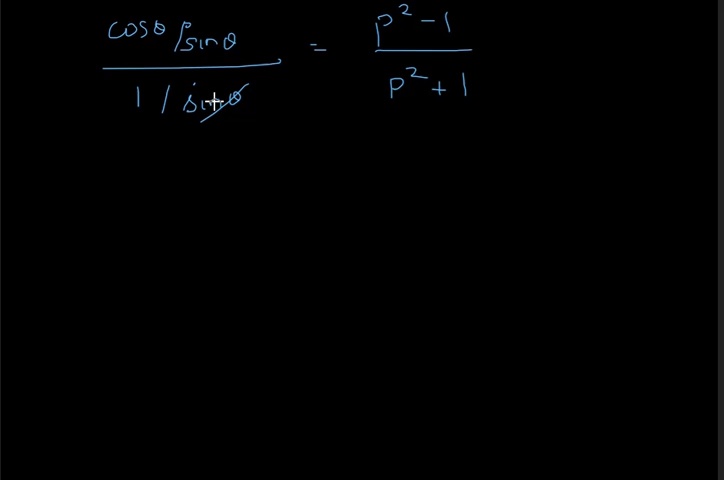 cosθ / sinθ = p² - 1
1 / sinθ p² + 1